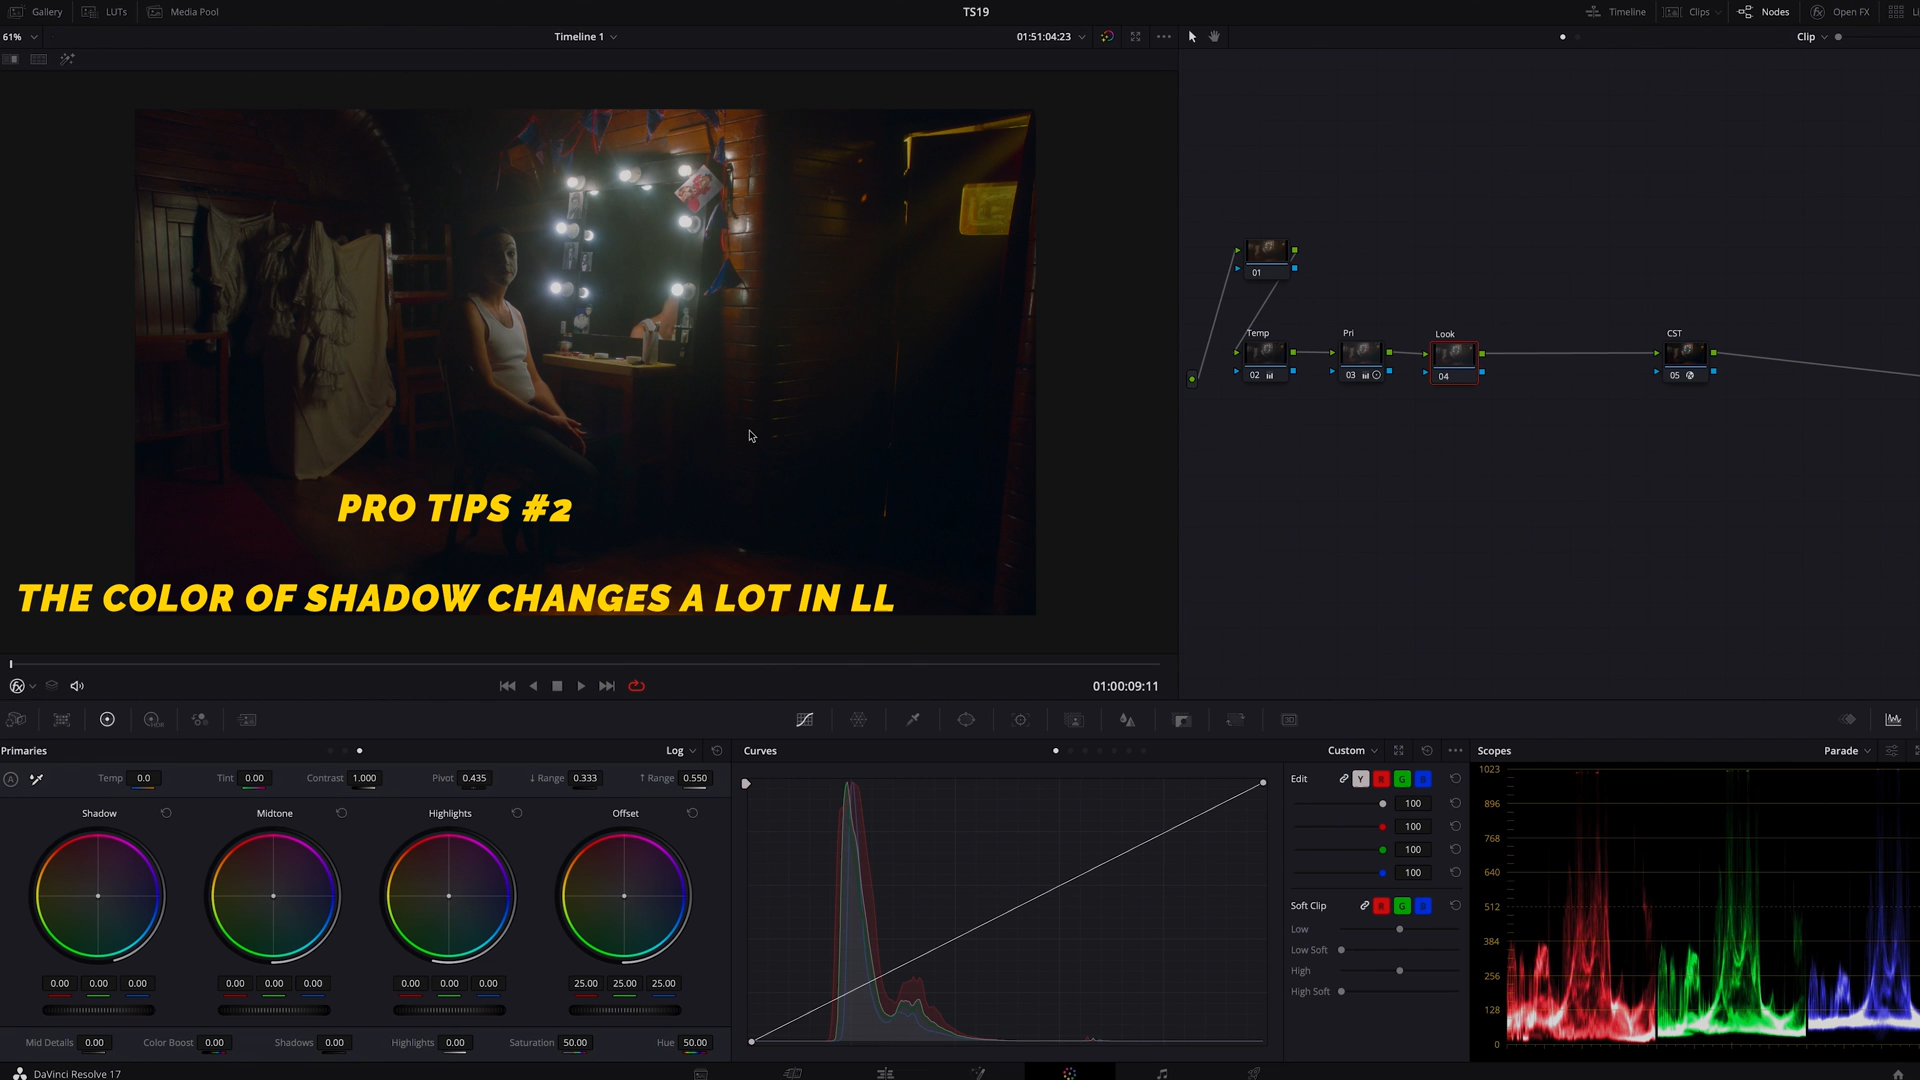 Gallery LUTs Media Pool TS19 Timeline Clips Nodes Open FX Li
61% Timeline 1 01:51:04:23 Clip
01
Temp Pri Look CST
02 03 04 05
PRO TIPS #2
THE COLOR OF SHADOW CHANGES A LOT IN LL
01:00:09:11
HDR 3D
Primaries Log
A Temp 0.0 Tint 0.00 Contrast 1.000 Pivot 0.435 ↓ Range 0.333 ↑ Range 0.550
Shadow Midtone Highlights Offset
0.00 0.00 0.00 0.00 0.00 0.00 0.00 0.00 0.00 25.00 25.00 25.00
Mid Details 0.00 Color Boost 0.00 Shadows 0.00 Highlights 0.00 Saturation 50.00 Hue 50.00
Curves Custom
Edit Y R G B
100
100
100
100
Soft Clip R G B
Low
Low Soft
High
High Soft
Scopes Parade
1023
896
768
640
512
384
256
128
0
DaVinci Resolve 17